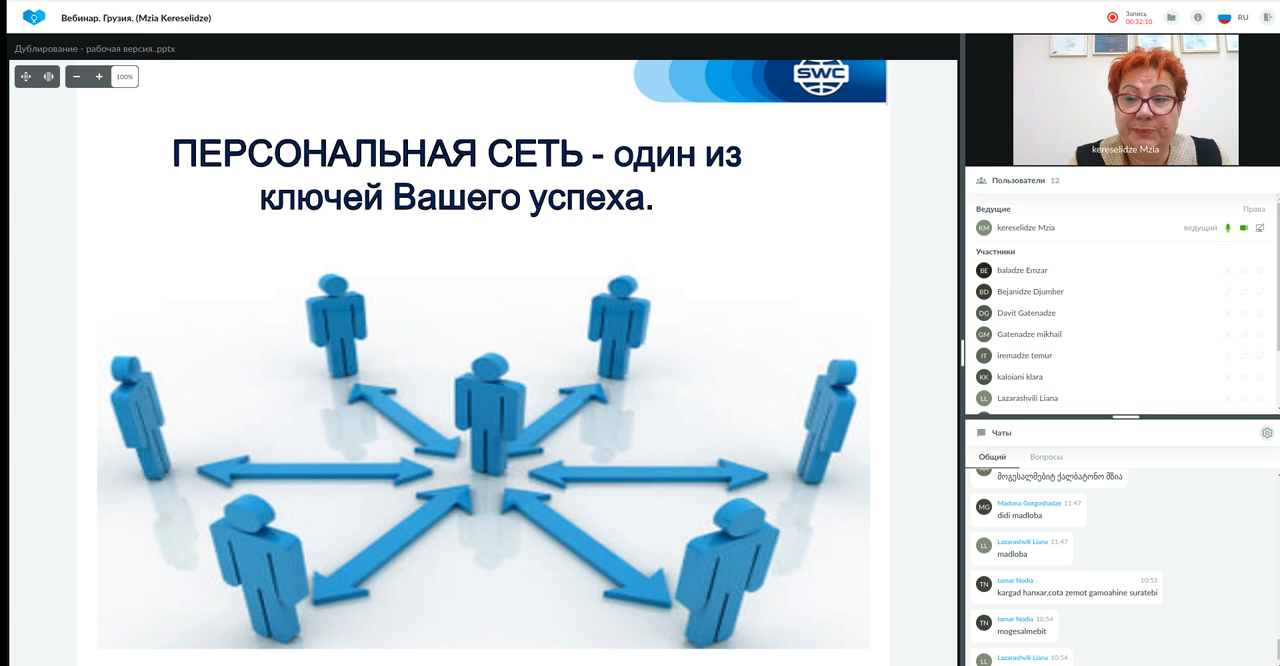 Вебинар. Грузия. (Mzia Kereselidze)
Запись
00:32:10
RU
Дублирование - рабочая версия..pptx
100%
SWC
ПЕРСОНАЛЬНАЯ СЕТЬ - один из
ключей Вашего успеха.
kereselidze Mzia
Пользователи 12
Ведущие Права
KM kereselidze Mzia ведущий
Участники
BE baladze Emzar
BD Bejanidze Djumber
DG Davit Gatenadze
GM Gatenadze mikhail
IT iremadze temur
KK kaloiani klara
LL Lazarashvili Liana
Чаты
Общий Вопросы
მოგესალმებიტ ქალბატონო მზია
MG Madona Gorgoshadze 11:47
didi madloba
LL Lazarashvili Liana 11:47
madloba
TN tamar Nodia 10:53
kargad hanxar,cota zemot gamoahine suratebi
TN tamar Nodia 10:54
mogesalmebit
LL Lazarashvili Liana 10:54